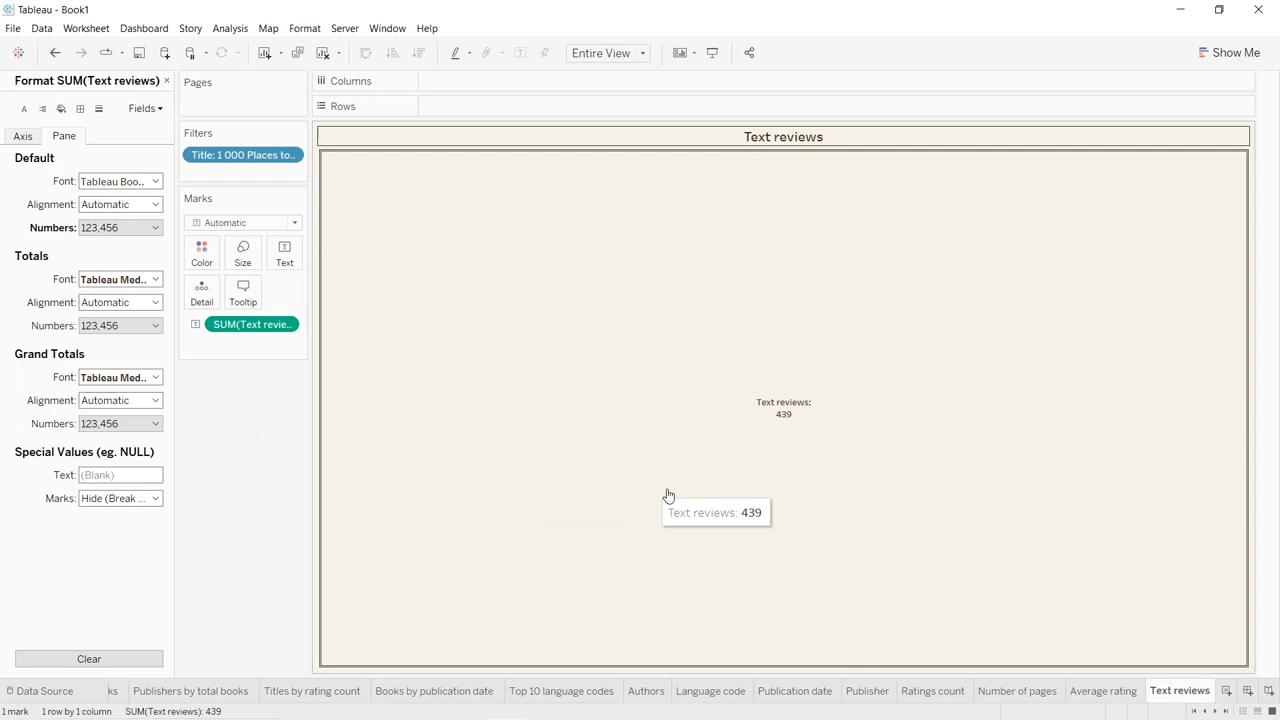 Tableau - Book1
File Data Worksheet Dashboard Story Analysis Map Format Server Window Help
Entire View
Show Me
Format SUM(Text reviews) ×
Fields
Axis Pane
Default
Font: Tableau Boo..
Alignment: Automatic
Numbers: 123,456
Totals
Font: Tableau Med..
Alignment: Automatic
Numbers: 123,456
Grand Totals
Font: Tableau Med..
Alignment: Automatic
Numbers: 123,456
Special Values (eg. NULL)
Text: (Blank)
Marks: Hide (Break ...
Clear
Pages
Filters
Title: 1 000 Places to..
Marks
Automatic
Color Size Text
Detail Tooltip
SUM(Text revie..
Columns
Rows
Text reviews
Text reviews:
439
Text reviews: 439
Data Source ks Publishers by total books Titles by rating count Books by publication date Top 10 language codes Authors Language code Publication date Publisher Ratings count Number of pages Average rating Text reviews
1 mark 1 row by 1 column SUM(Text reviews): 439